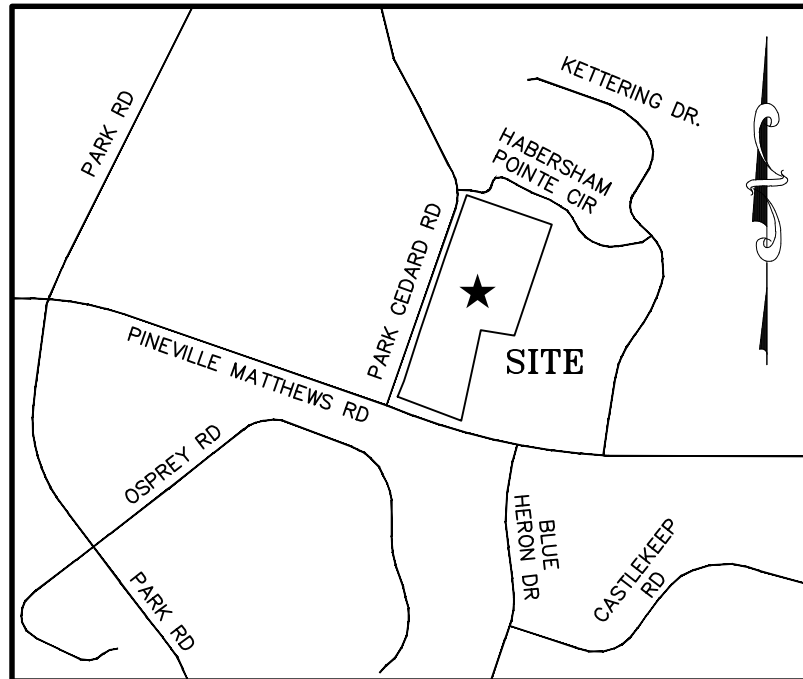 KETTERING DR.
PARK RD
HABERSHAM
POINTE CIR
PARK CEDARD RD
PINEVILLE MATTHEWS RD
SITE
OSPREY RD
BLUE
HERON DR
CASTLEKEEP
RD
PARK RD